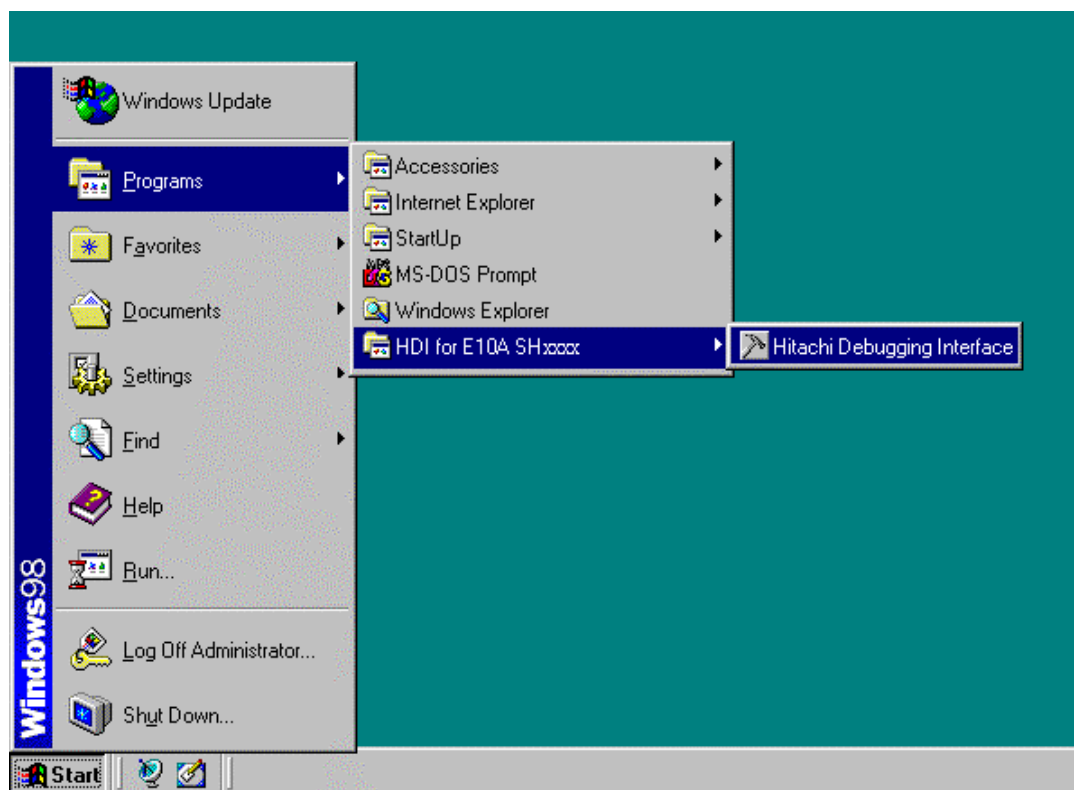 Windows Update
Programs
Favorites
Documents
Settings
Find
Help
Run...
Log Off Administrator...
Shut Down...
Windows98
Accessories
Internet Explorer
StartUp
MS-DOS Prompt
Windows Explorer
HDI for E10A SHxxxx
Hitachi Debugging Interface
Start